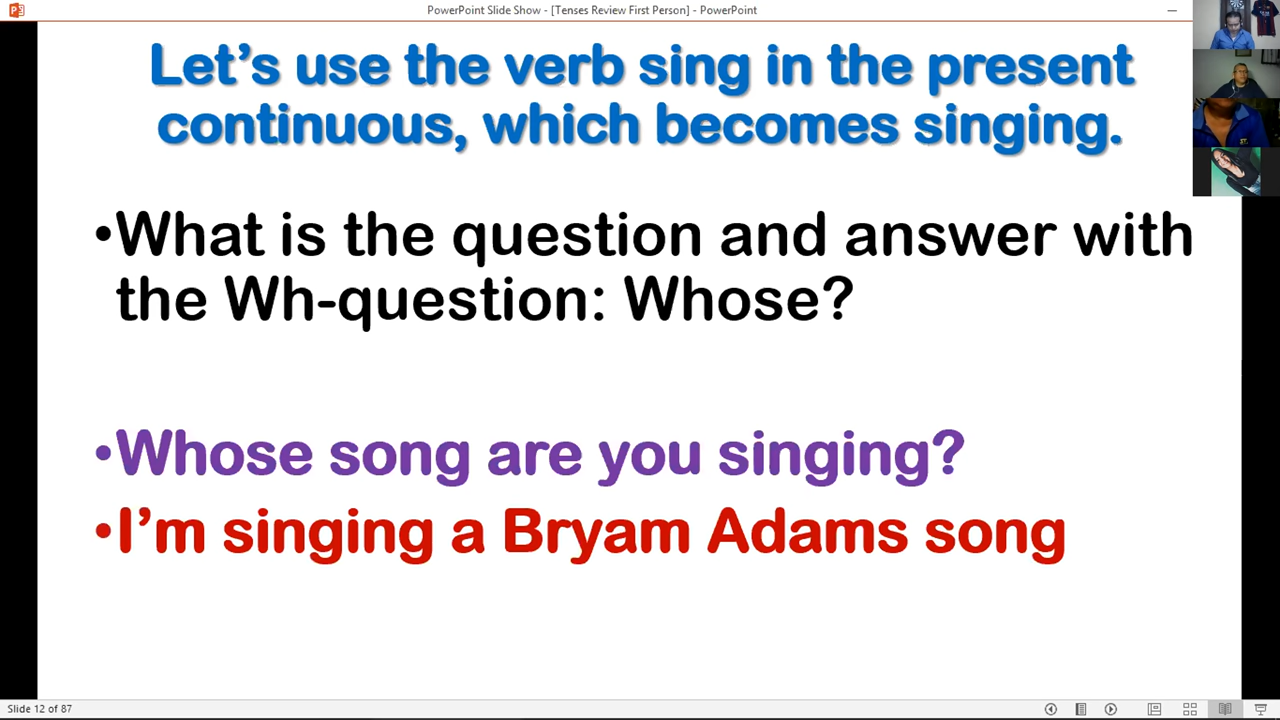 PowerPoint Slide Show - [Tenses Review First Person] - PowerPoint
Let’s use the verb sing in the present
continuous, which becomes singing.
•What is the question and answer with
the Wh-question: Whose?
•Whose song are you singing?
•I’m singing a Bryam Adams song
Slide 12 of 87